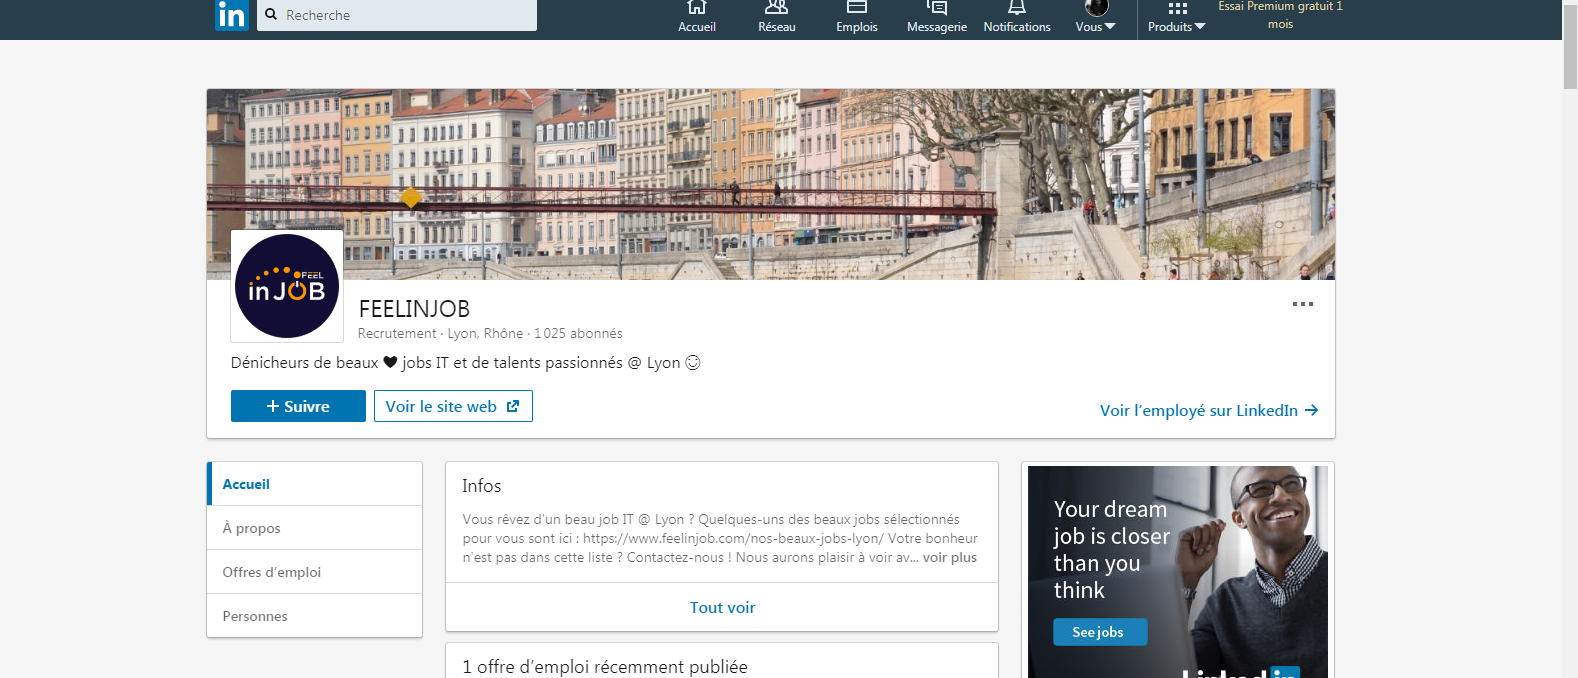 in
Recherche
Accueil
Réseau
Emplois
Messagerie
Notifications
Vous
Produits
Essai Premium gratuit 1
mois
FEEL
in JOB
FEELINJOB
Recrutement · Lyon, Rhône · 1 025 abonnés
Dénicheurs de beaux 🖤 jobs IT et de talents passionnés @ Lyon ☺
+ Suivre
Voir le site web
Voir l’employé sur LinkedIn →
Accueil
À propos
Offres d’emploi
Personnes
Infos
Vous rêvez d'un beau job IT @ Lyon ? Quelques-uns des beaux jobs sélectionnés
pour vous sont ici : https://www.feelinjob.com/nos-beaux-jobs-lyon/ Votre bonheur
n'est pas dans cette liste ? Contactez-nous ! Nous aurons plaisir à voir av... voir plus
Tout voir
1 offre d’emploi récemment publiée
Your dream
job is closer
than you
think
See jobs
Linked in